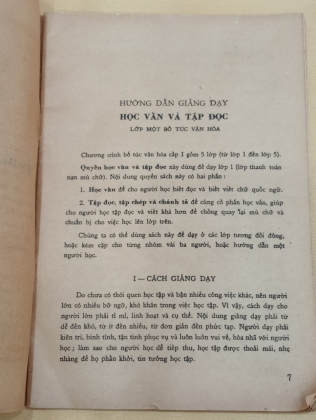 HƯỚNG DẪN GIẢNG DẠY
HỌC VẦN VÀ TẬP ĐỌC
LỚP MỘT BỔ TÚC VĂN HÓA
Chương trình bổ túc văn hóa cấp I gồm 5 lớp (từ lớp 1 đến lớp 5).
Quyển học vần và tập đọc này dùng để dạy lớp 1 (lớp thanh toán
nạn mù chữ). Nội dung quyển sách này có hai phần :
1. Học vần để cho người học biết đọc và biết viết chữ quốc ngữ.
2. Tập đọc, tập chép và chánh tả để củng cố phần học vần, giúp
cho người học tập đọc và viết khá hơn để chống quay lại mù chữ và
chuẩn bị cho việc học lên lớp trên.
Chúng ta có thể dùng sách này để dạy ở các lớp tương đối đông,
hoặc kèm cặp cho từng nhóm vài ba người, hoặc hướng dẫn một
người học.
I — CÁCH GIẢNG DẠY
Do chưa có thói quen học tập và bận nhiều công việc khác, nên người
lớn có nhiều bỡ ngỡ, khó khăn trong việc học tập. Vì vậy, cách dạy cho
người lớn phải tỉ mỉ, linh hoạt và cụ thể. Nội dung giảng dạy phải từ
dễ đến khó, từ ít đến nhiều, từ đơn giản đến phức tạp. Người dạy phải kiên
trì, bình tĩnh, tận tình phục vụ và luôn luôn vui vẻ, hòa nhã với người
học ; làm sao cho người học dễ tiếp thu, học tập được thoải mái, nhẹ
nhàng để họ phấn khởi, tin tưởng học tập.
7